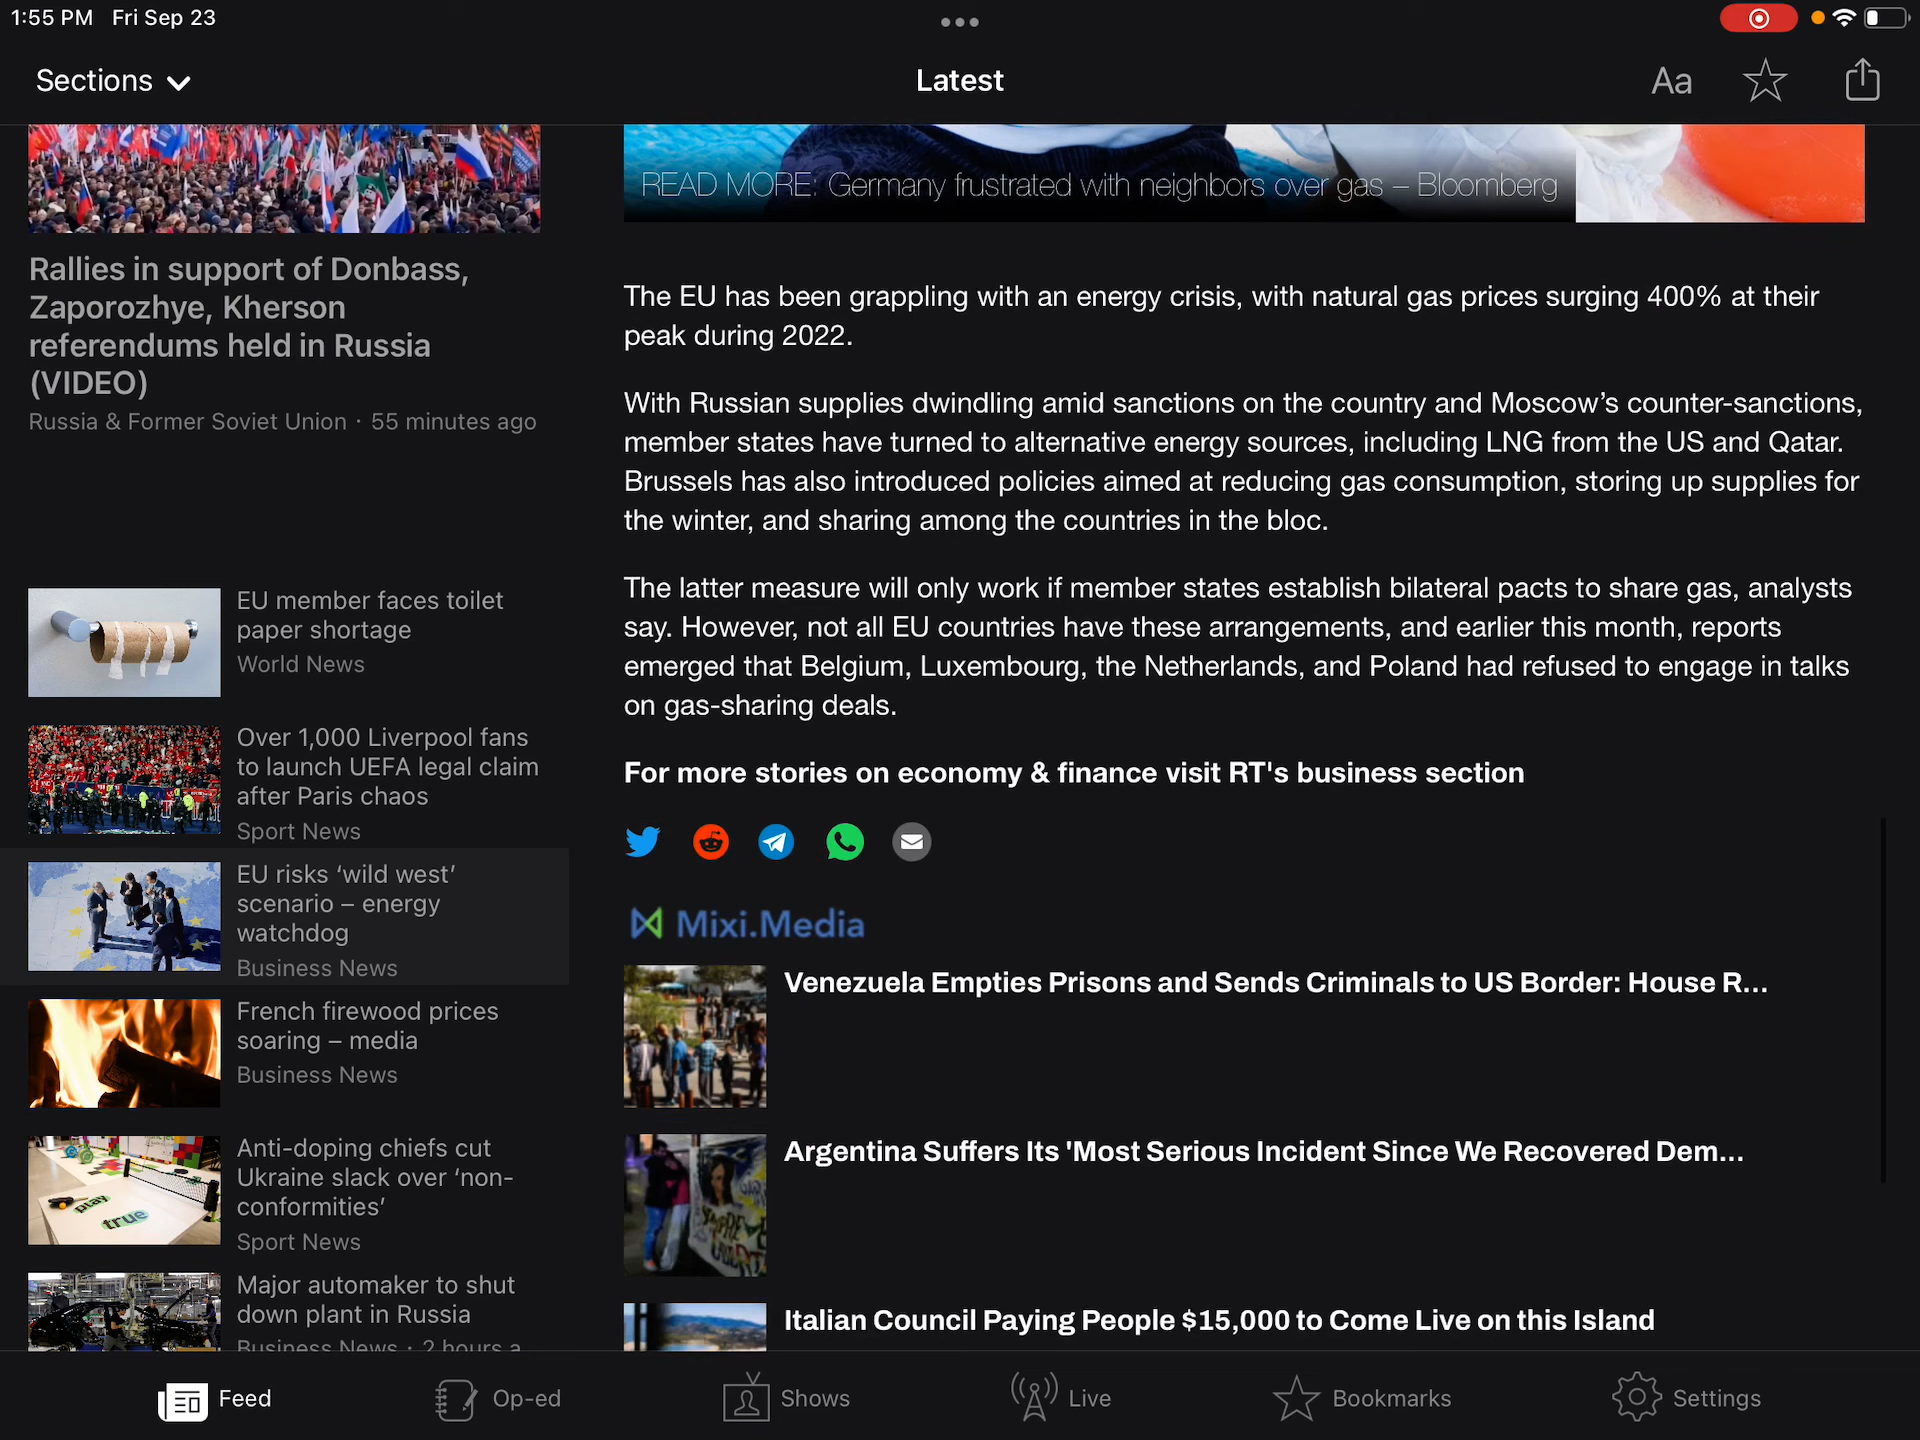 1:55 PM Fri Sep 23
Sections
Latest
Aa
Rallies in support of Donbass,
Zaporozhye, Kherson
referendums held in Russia
(VIDEO)
Russia & Former Soviet Union · 55 minutes ago
EU member faces toilet
paper shortage
World News
Over 1,000 Liverpool fans
to launch UEFA legal claim
after Paris chaos
Sport News
EU risks ‘wild west’
scenario – energy
watchdog
Business News
French firewood prices
soaring – media
Business News
play
true
Anti-doping chiefs cut
Ukraine slack over ‘non-
conformities’
Sport News
Major automaker to shut
down plant in Russia
Business News · 2 hours a
READ MORE: Germany frustrated with neighbors over gas – Bloomberg
The EU has been grappling with an energy crisis, with natural gas prices surging 400% at their
peak during 2022.
With Russian supplies dwindling amid sanctions on the country and Moscow’s counter-sanctions,
member states have turned to alternative energy sources, including LNG from the US and Qatar.
Brussels has also introduced policies aimed at reducing gas consumption, storing up supplies for
the winter, and sharing among the countries in the bloc.
The latter measure will only work if member states establish bilateral pacts to share gas, analysts
say. However, not all EU countries have these arrangements, and earlier this month, reports
emerged that Belgium, Luxembourg, the Netherlands, and Poland had refused to engage in talks
on gas-sharing deals.
For more stories on economy & finance visit RT's business section
Mixi.Media
Venezuela Empties Prisons and Sends Criminals to US Border: House R...
Argentina Suffers Its 'Most Serious Incident Since We Recovered Dem...
Italian Council Paying People $15,000 to Come Live on this Island
Feed
Op-ed
Shows
Live
Bookmarks
Settings